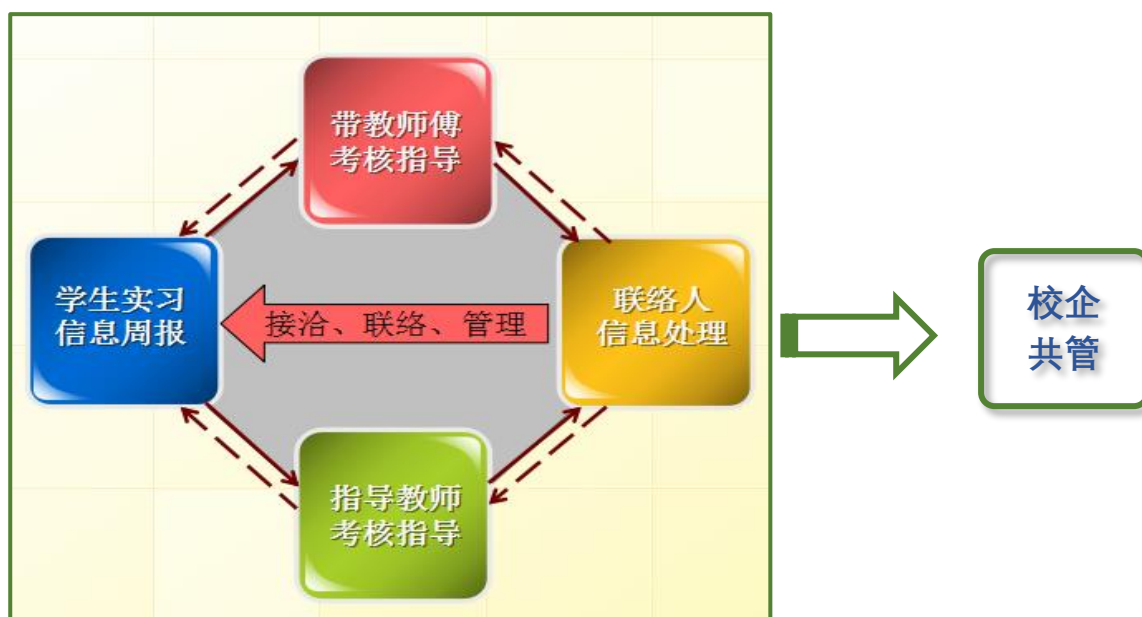 带教师傅
考核指导
学生实习
信息周报
接洽、联络、管理
联络人
信息处理
指导教师
考核指导
校企
共管